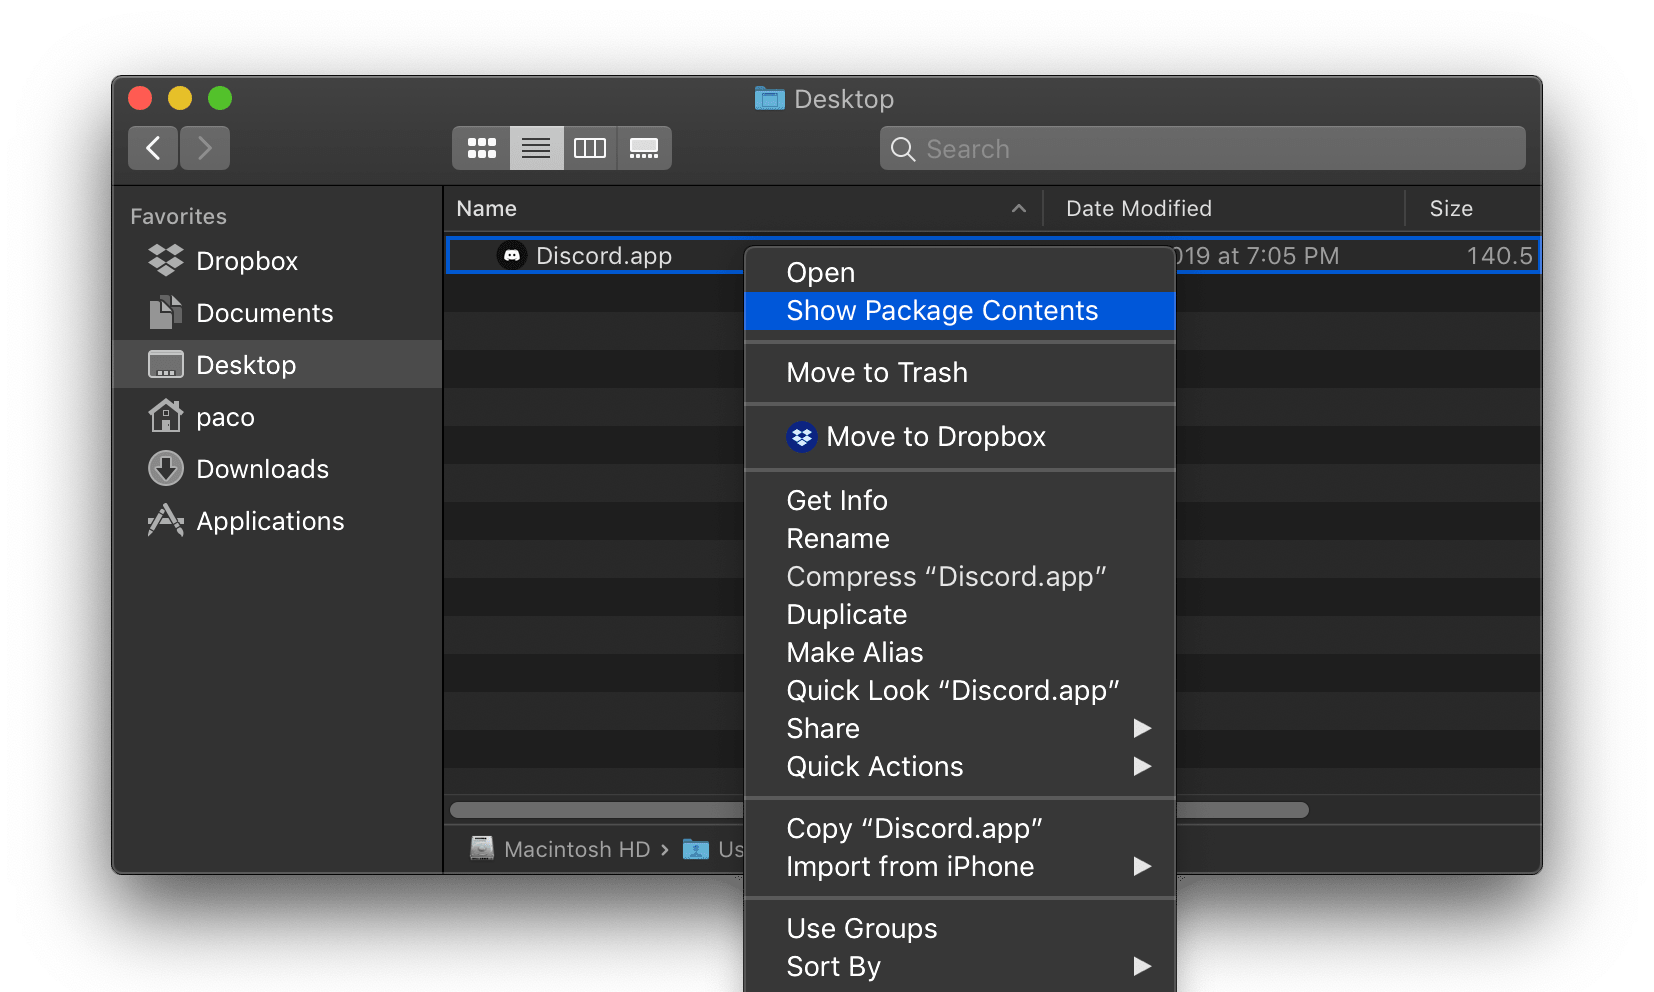 Desktop
Search
Favorites
Dropbox
Documents
Desktop
paco
Downloads
Applications
Name
Date Modified
Size
Discord.app
019 at 7:05 PM
140.5
Open
Show Package Contents
Move to Trash
Move to Dropbox
Get Info
Rename
Compress “Discord.app”
Duplicate
Make Alias
Quick Look “Discord.app”
Share
Quick Actions
Copy “Discord.app”
Import from iPhone
Use Groups
Sort By
Macintosh HD › Us